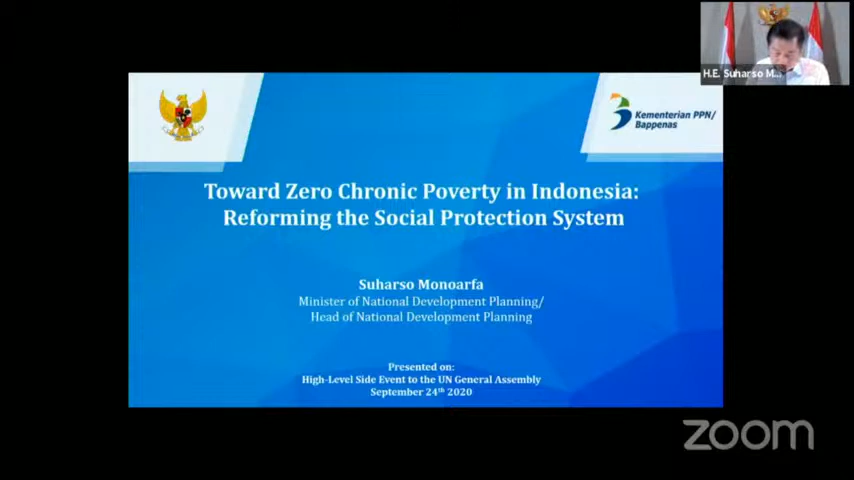 H.E. Suharso M...
Kementerian PPN/
Bappenas
Toward Zero Chronic Poverty in Indonesia:
Reforming the Social Protection System
Suharso Monoarfa
Minister of National Development Planning/
Head of National Development Planning
Presented on:
High-Level Side Event to the UN General Assembly
September 24th 2020
zoom